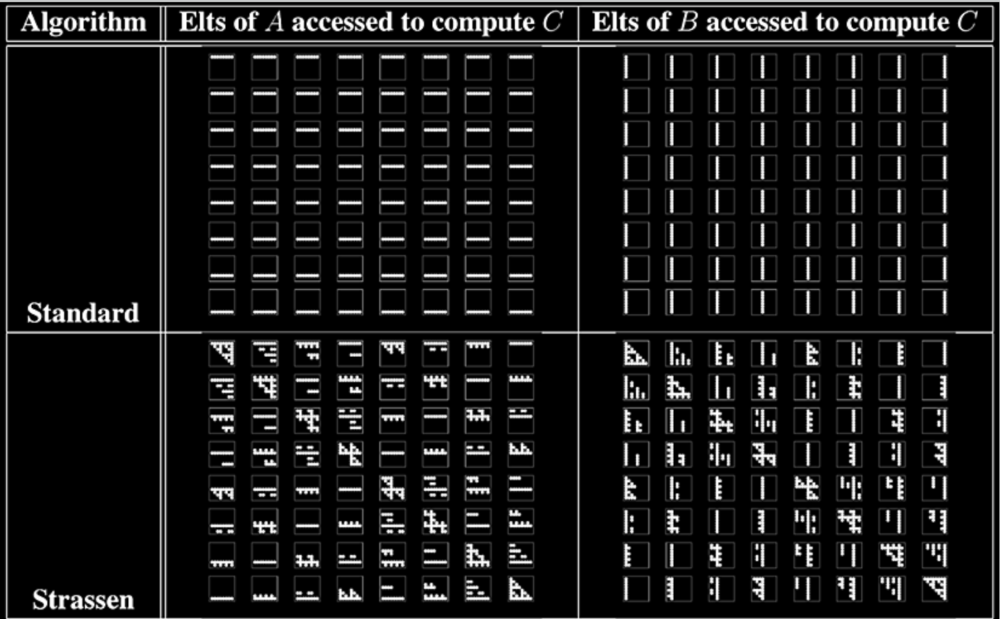 Algorithm Elts of A accessed to compute C Elts of B accessed to compute C
Standard
Strassen